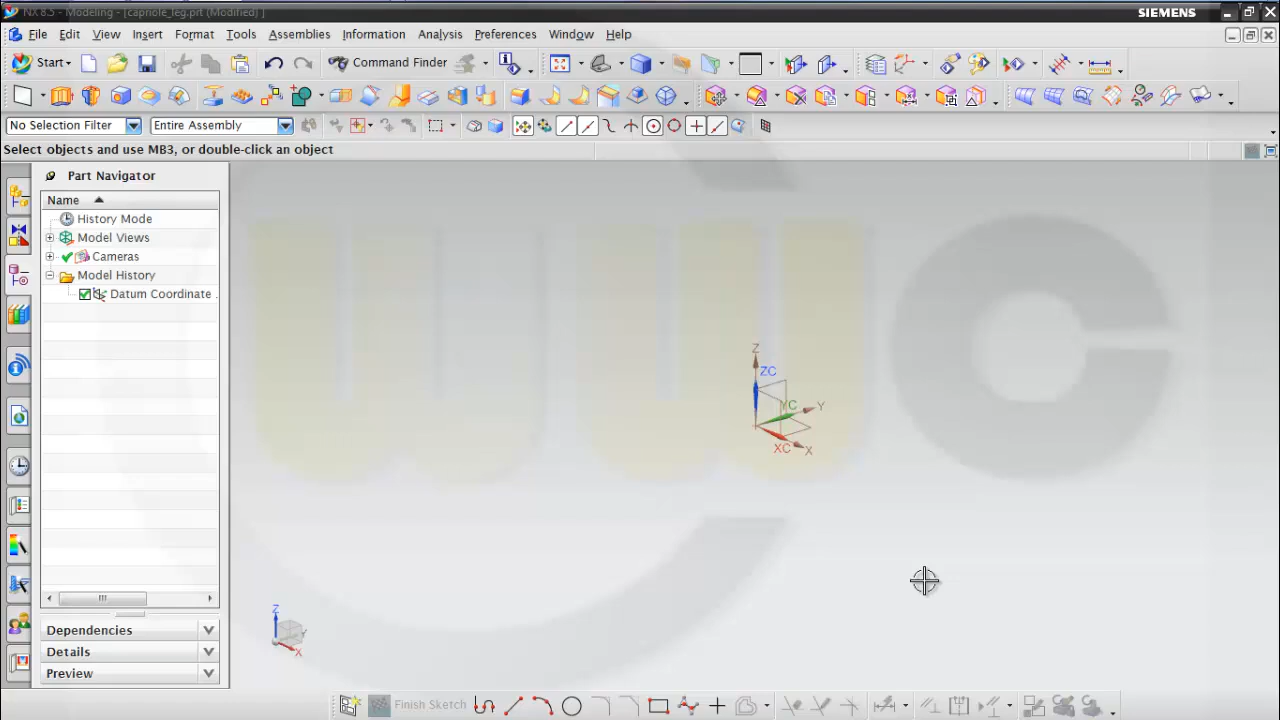 NX 8.5 - Modeling - [capriole_leg.prt (Modified) ]
SIEMENS
File Edit View Insert Format Tools Assemblies Information Analysis Preferences Window Help
Start Command Finder
No Selection Filter Entire Assembly
Select objects and use MB3, or double-click an object
Part Navigator
Name
History Mode
Model Views
Cameras
Model History
Datum Coordinate
Dependencies
Details
Preview
Z
ZC
YC Y
XC X
wuuc
Z
Y
X
Finish Sketch